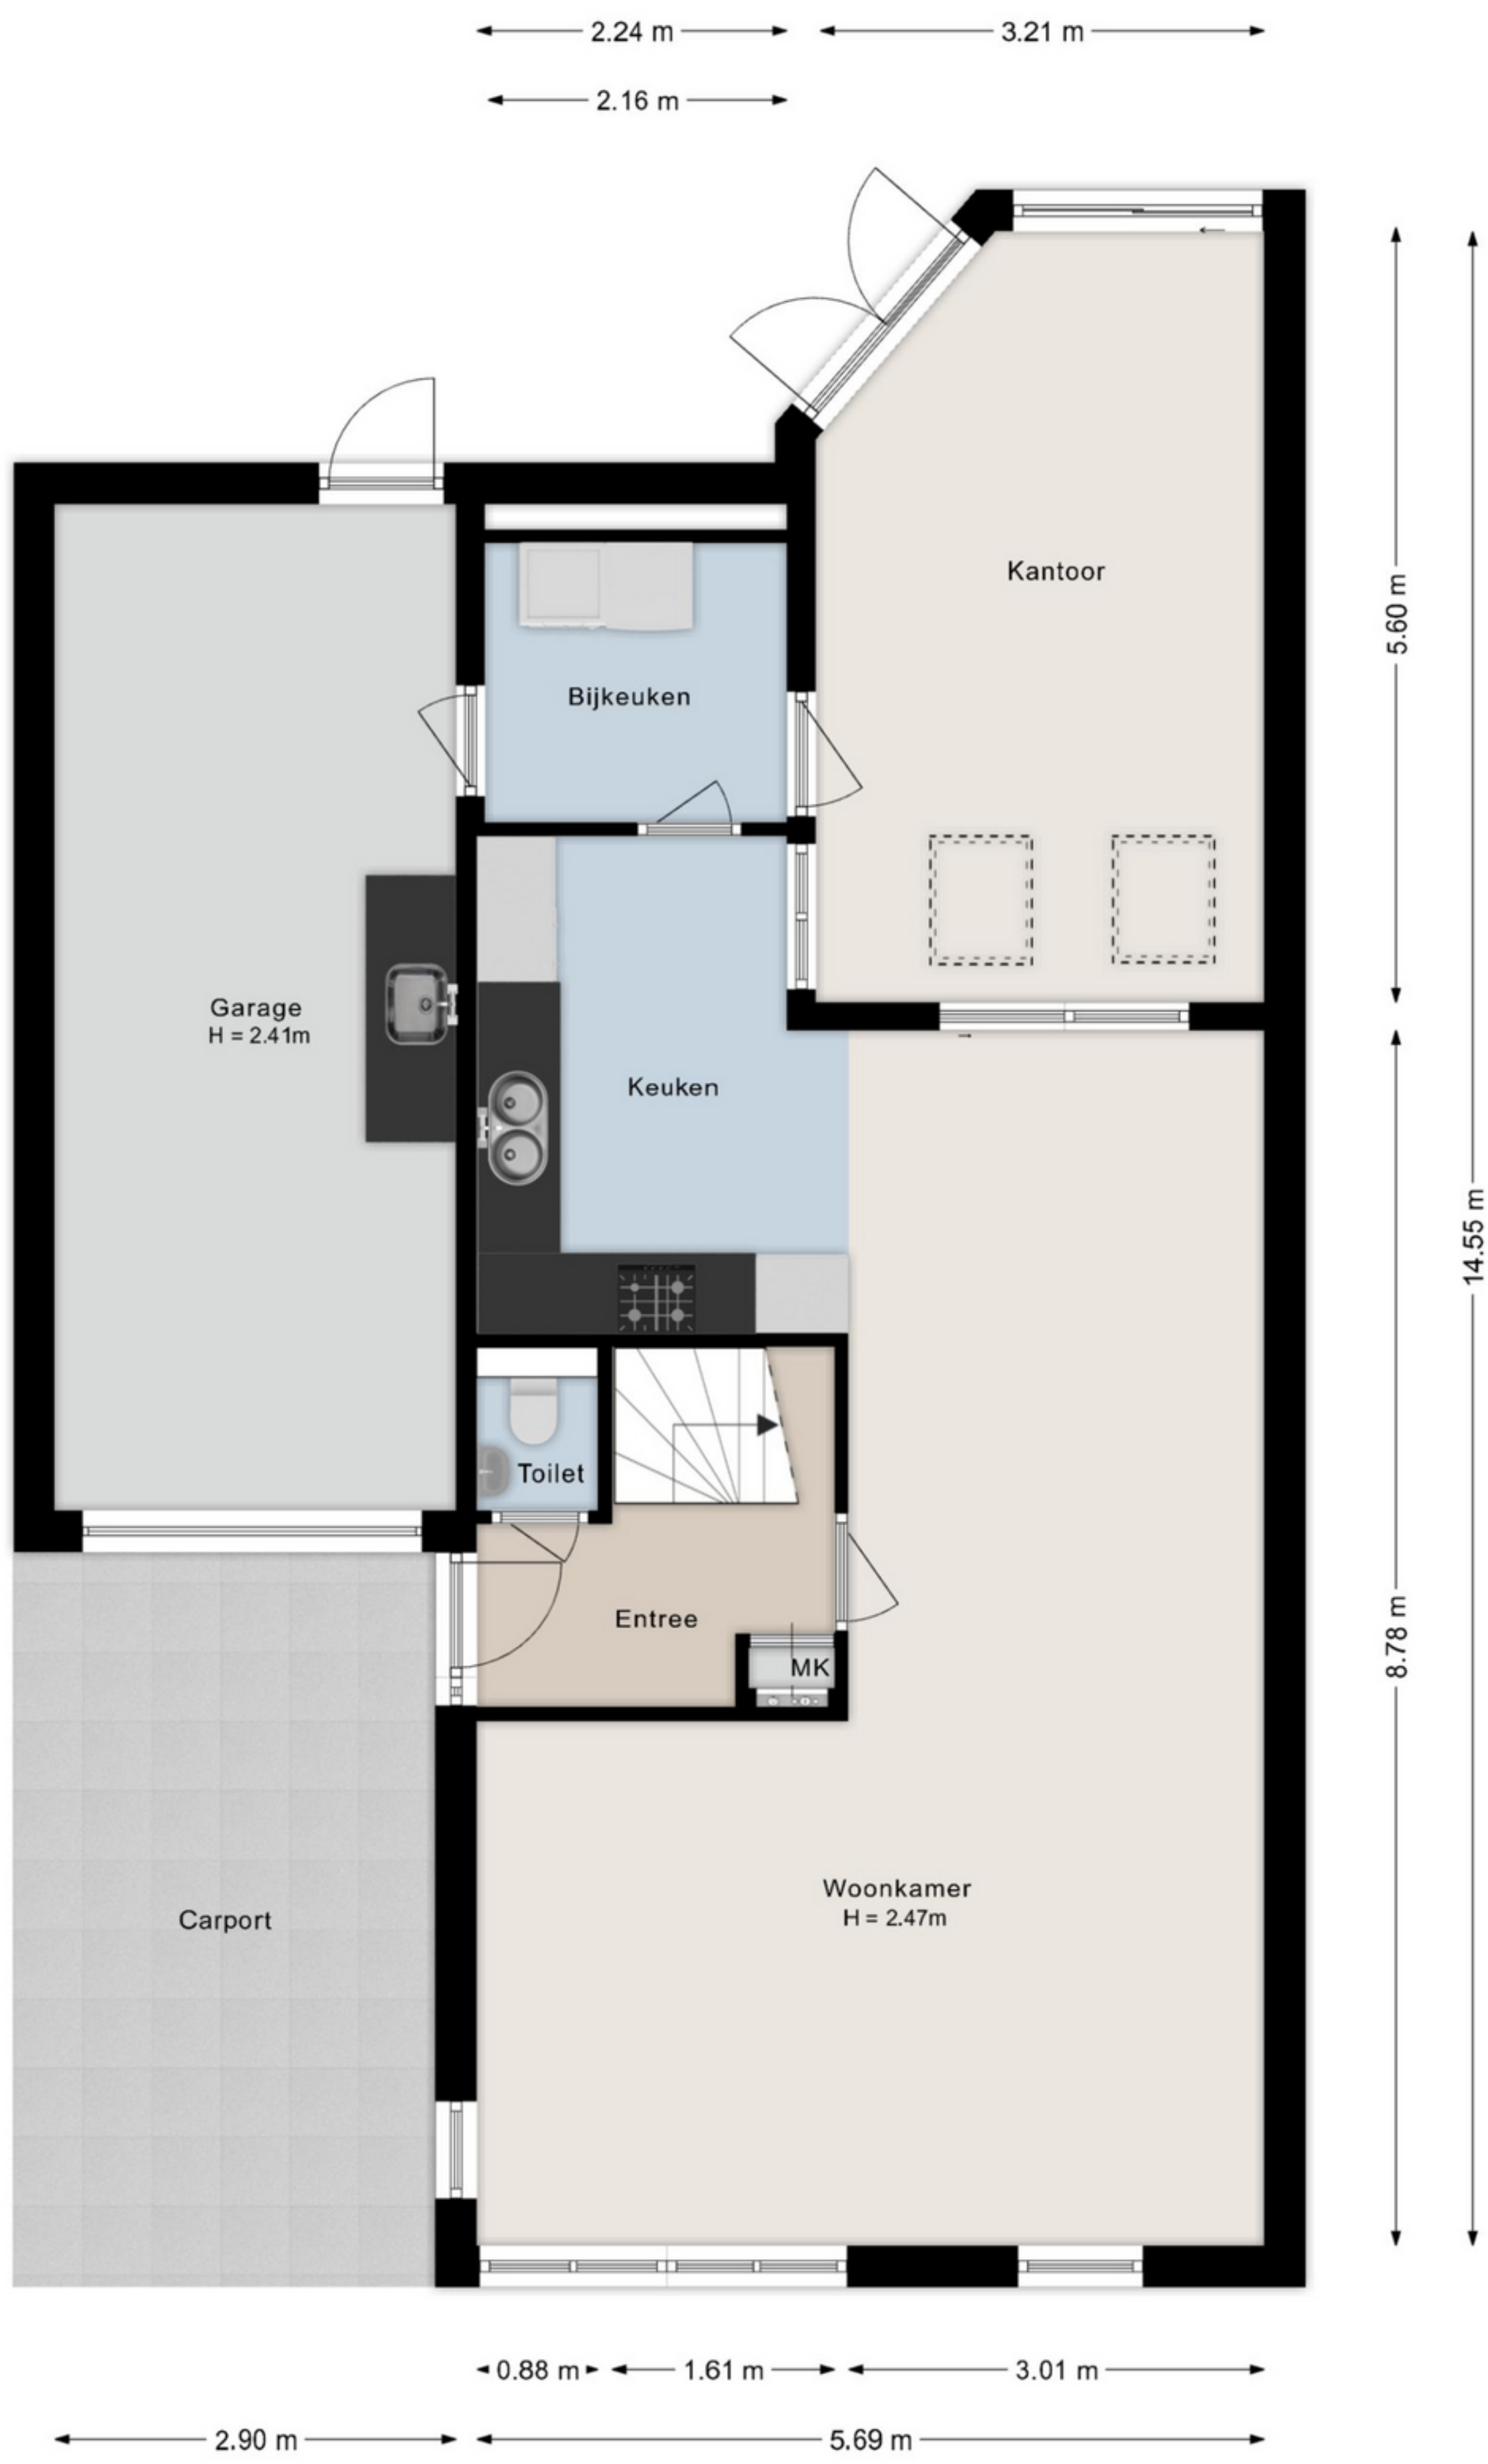 2.24 m
3.21 m
2.16 m
Kantoor
5.60 m
Bijkeuken
Garage
H = 2.41m
Keuken
14.55 m
Toilet
Entree
MK
8.78 m
Woonkamer
H = 2.47m
Carport
0.88 m
1.61 m
3.01 m
2.90 m
5.69 m